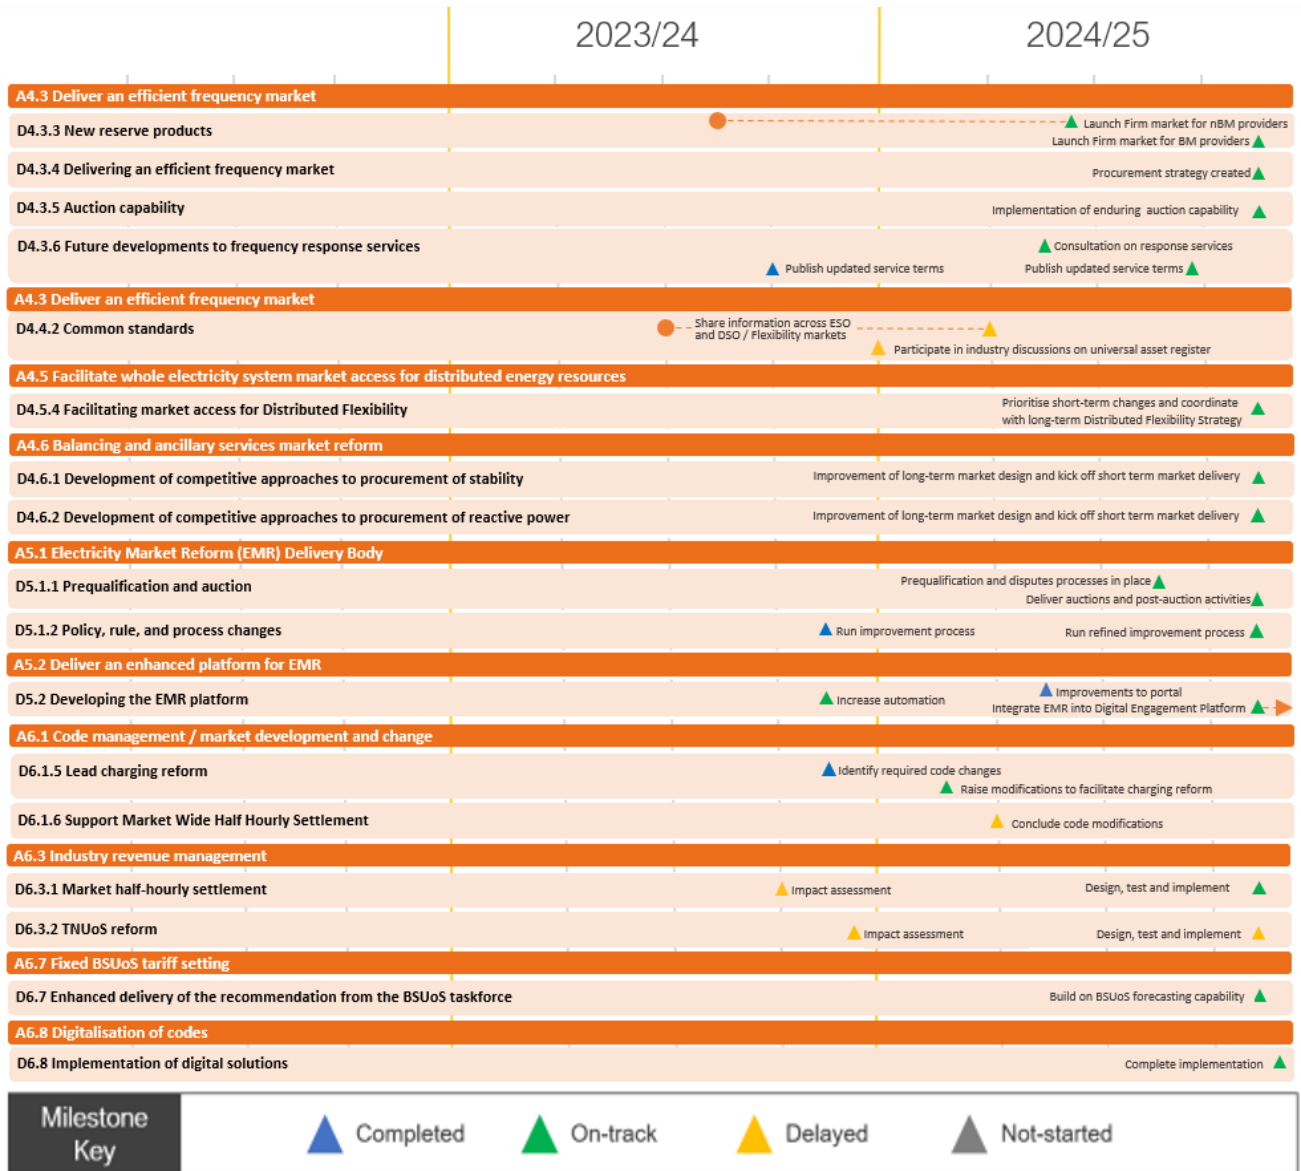 2023/24
2024/25
A4.3 Deliver an efficient frequency market
D4.3.3 New reserve products
Launch Firm market for nBM providers
Launch Firm market for BM providers
D4.3.4 Delivering an efficient frequency market
Procurement strategy created
D4.3.5 Auction capability
Implementation of enduring auction capability
D4.3.6 Future developments to frequency response services
Consultation on response services
Publish updated service terms
Publish updated service terms
A4.3 Deliver an efficient frequency market
D4.4.2 Common standards
Share information across ESO
and DSO / Flexibility markets
Participate in industry discussions on universal asset register
A4.5 Facilitate whole electricity system market access for distributed energy resources
D4.5.4 Facilitating market access for Distributed Flexibility
Prioritise short-term changes and coordinate
with long-term Distributed Flexibility Strategy
A4.6 Balancing and ancillary services market reform
D4.6.1 Development of competitive approaches to procurement of stability
Improvement of long-term market design and kick off short term market delivery
D4.6.2 Development of competitive approaches to procurement of reactive power
Improvement of long-term market design and kick off short term market delivery
A5.1 Electricity Market Reform (EMR) Delivery Body
D5.1.1 Prequalification and auction
Prequalification and disputes processes in place
Deliver auctions and post-auction activities
D5.1.2 Policy, rule, and process changes
Run improvement process
Run refined improvement process
A5.2 Deliver an enhanced platform for EMR
D5.2 Developing the EMR platform
Increase automation
Improvements to portal
Integrate EMR into Digital Engagement Platform
A6.1 Code management / market development and change
D6.1.5 Lead charging reform
Identify required code changes
Raise modifications to facilitate charging reform
D6.1.6 Support Market Wide Half Hourly Settlement
Conclude code modifications
A6.3 Industry revenue management
D6.3.1 Market half-hourly settlement
Impact assessment
Design, test and implement
D6.3.2 TNUoS reform
Impact assessment
Design, test and implement
A6.7 Fixed BSUoS tariff setting
D6.7 Enhanced delivery of the recommendation from the BSUoS taskforce
Build on BSUoS forecasting capability
A6.8 Digitalisation of codes
D6.8 Implementation of digital solutions
Complete implementation
Milestone
Key
Completed
On-track
Delayed
Not-started